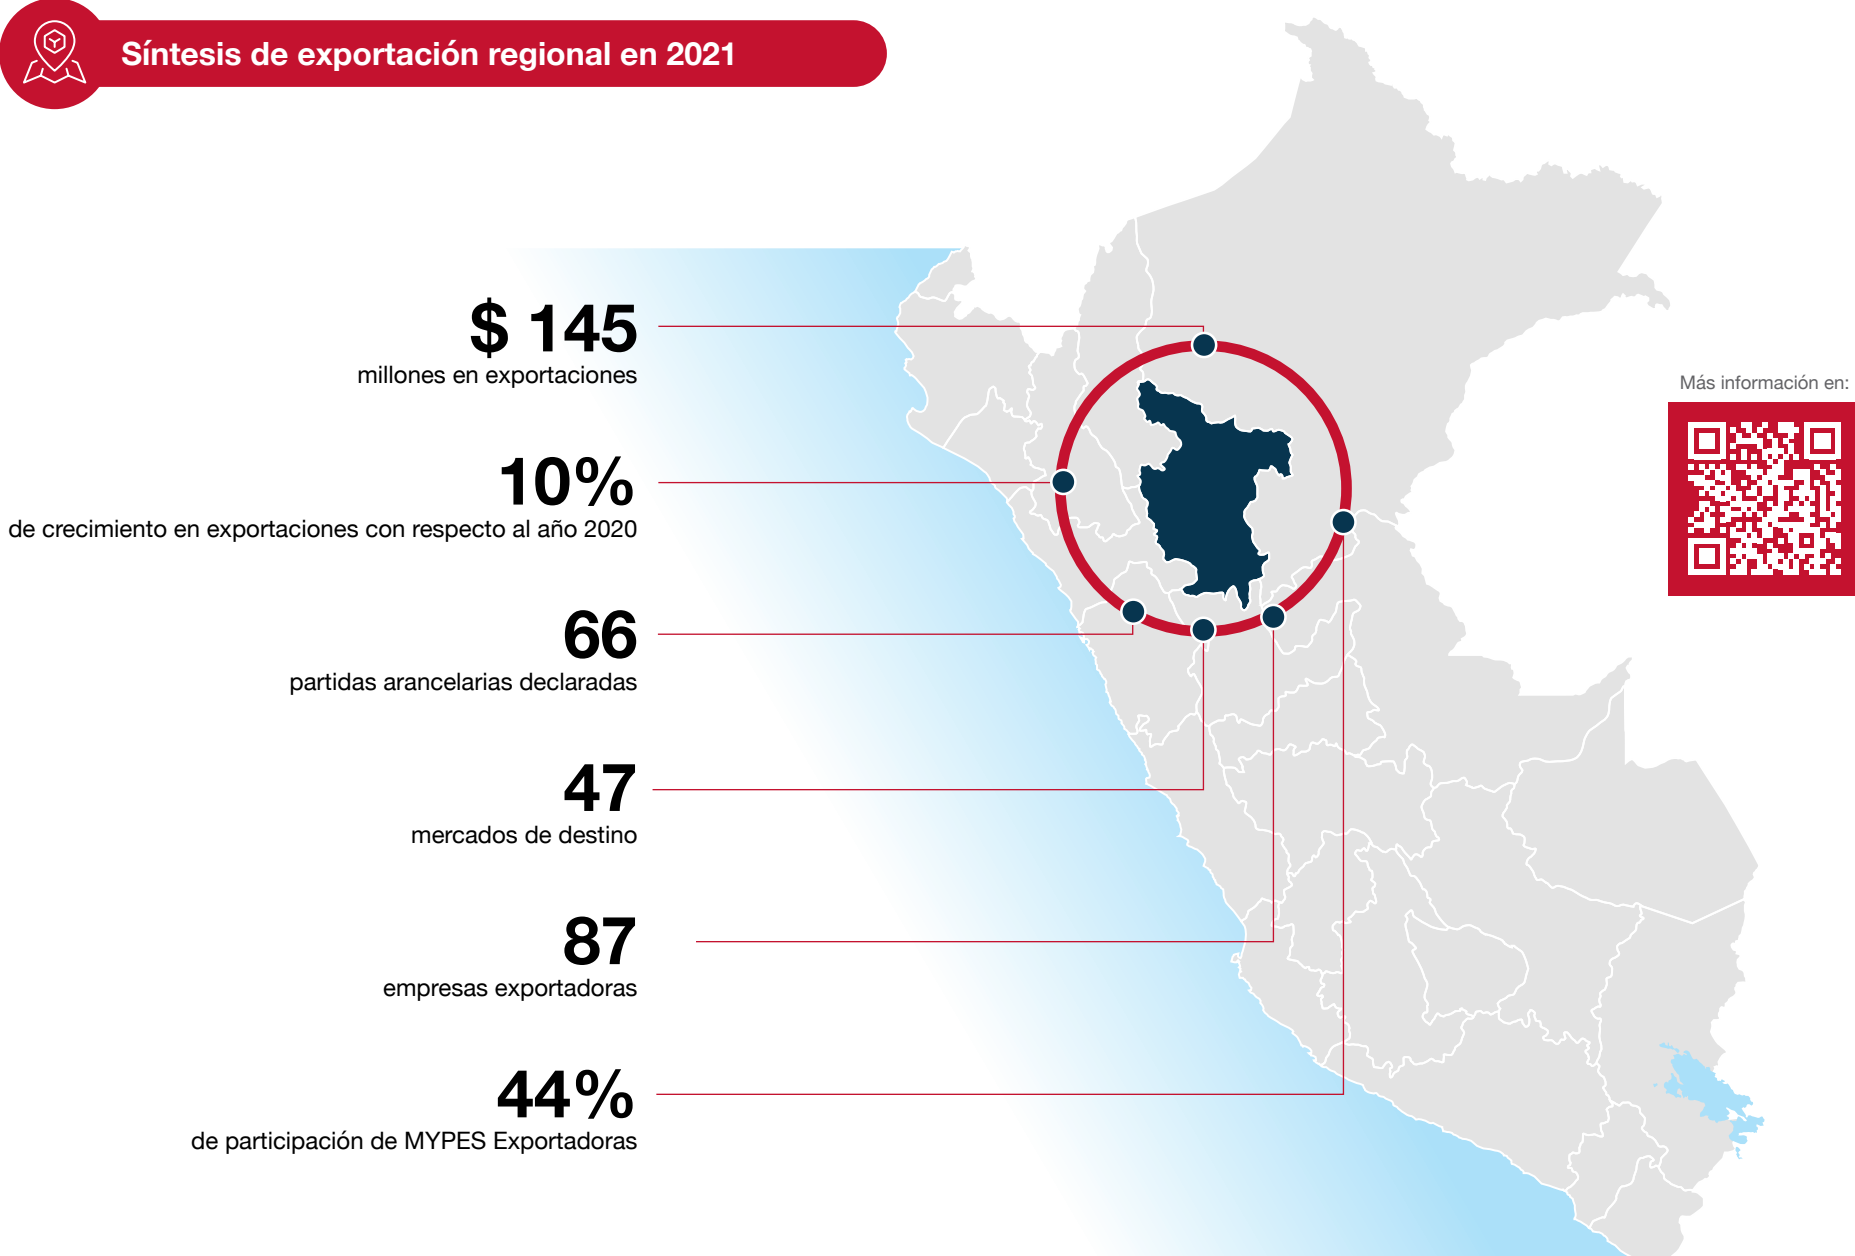 Síntesis de exportación regional en 2021
$ 145
millones en exportaciones
10%
de crecimiento en exportaciones con respecto al año 2020
66
partidas arancelarias declaradas
47
mercados de destino
87
empresas exportadoras
44%
de participación de MYPES Exportadoras
Más información en: